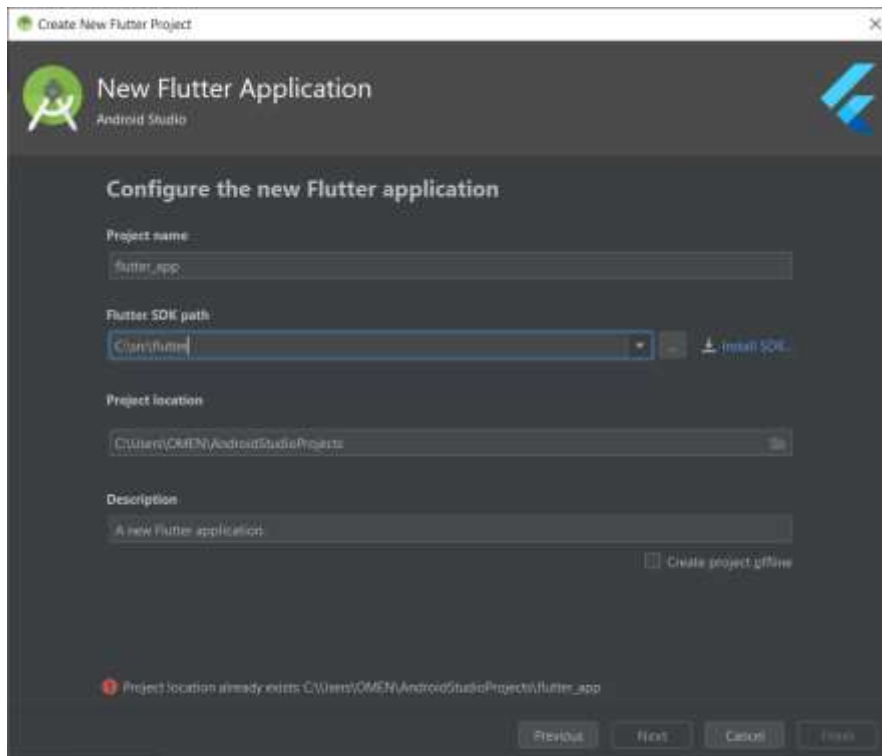 Create New Flutter Project
New Flutter Application
Android Studio
Configure the new Flutter application
Project name
flutter_app
Flutter SDK path
C:\src\flutter
Install SDK...
Project location
C:\Users\OMEN\AndroidStudioProjects
Description
A new Flutter application.
Create project offline
Project location already exists C:\Users\OMEN\AndroidStudioProjects\flutter_app
Previous
Next
Cancel
Finish